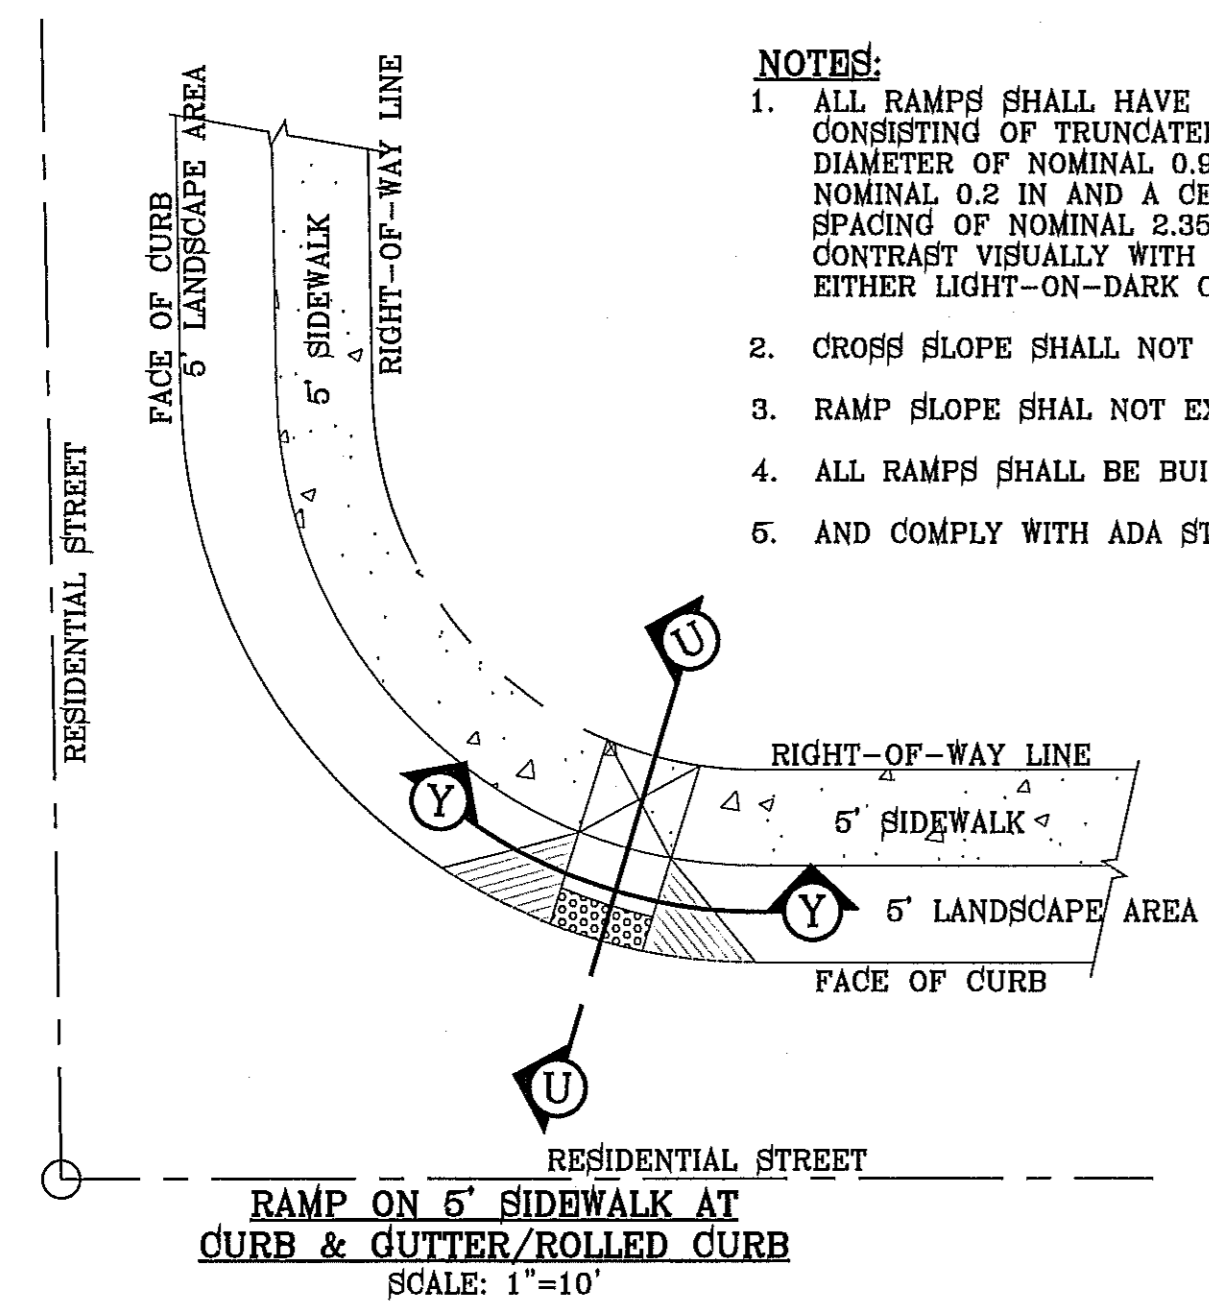 NOTES:
1. ALL RAMPS SHALL HAVE
CONSISTING OF TRUNCATE
DIAMETER OF NOMINAL 0.9
NOMINAL 0.2 IN AND A CE
SPACING OF NOMINAL 2.35
CONTRAST VISUALLY WITH
EITHER LIGHT-ON-DARK
2. CROSS SLOPE SHALL NOT
3. RAMP SLOPE SHAL NOT EX
4. ALL RAMPS SHALL BE BUI
5. AND COMPLY WITH ADA ST
FACE OF CURB
5' LANDSCAPE AREA
5' SIDEWALK
RIGHT-OF-WAY LINE
RESIDENTIAL STREET
U
Y
RIGHT-OF-WAY LINE
5' SIDEWALK
Y
5' LANDSCAPE AREA
FACE OF CURB
U
RESIDENTIAL STREET
RAMP ON 5' SIDEWALK AT
CURB & GUTTER/ROLLED CURB
SCALE: 1"=10'